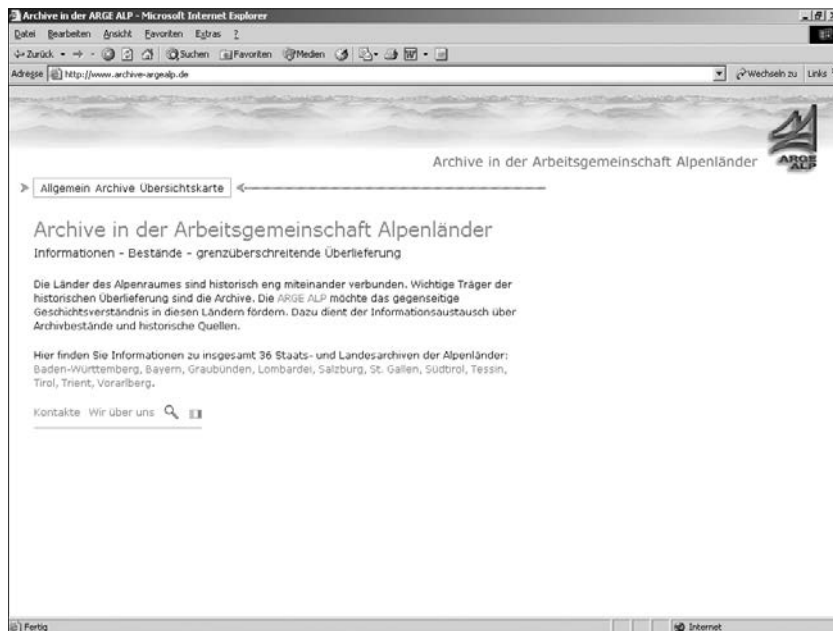 Archive in der ARGE ALP - Microsoft Internet Explorer
Datei Bearbeiten Ansicht Favoriten Extras ?
Zurück Suchen Favoriten Medien
Adresse http://www.archive-argealp.de Wechseln zu Links
Archive in der Arbeitsgemeinschaft Alpenländer
ARGE
ALP
Allgemein Archive Übersichtskarte
Archive in der Arbeitsgemeinschaft Alpenländer
Informationen - Bestände - grenzüberschreitende Überlieferung
Die Länder des Alpenraumes sind historisch eng miteinander verbunden. Wichtige Träger der
historischen Überlieferung sind die Archive. Die ARGE ALP möchte das gegenseitige
Geschichtsverständnis in diesen Ländern fördern. Dazu dient der Informationsaustausch über
Archivbestände und historische Quellen.
Hier finden Sie Informationen zu insgesamt 36 Staats- und Landesarchiven der Alpenländer:
Baden-Württemberg, Bayern, Graubünden, Lombardei, Salzburg, St. Gallen, Südtirol, Tessin,
Tirol, Trient, Vorarlberg.
Kontakte Wir über uns
Fertig Internet